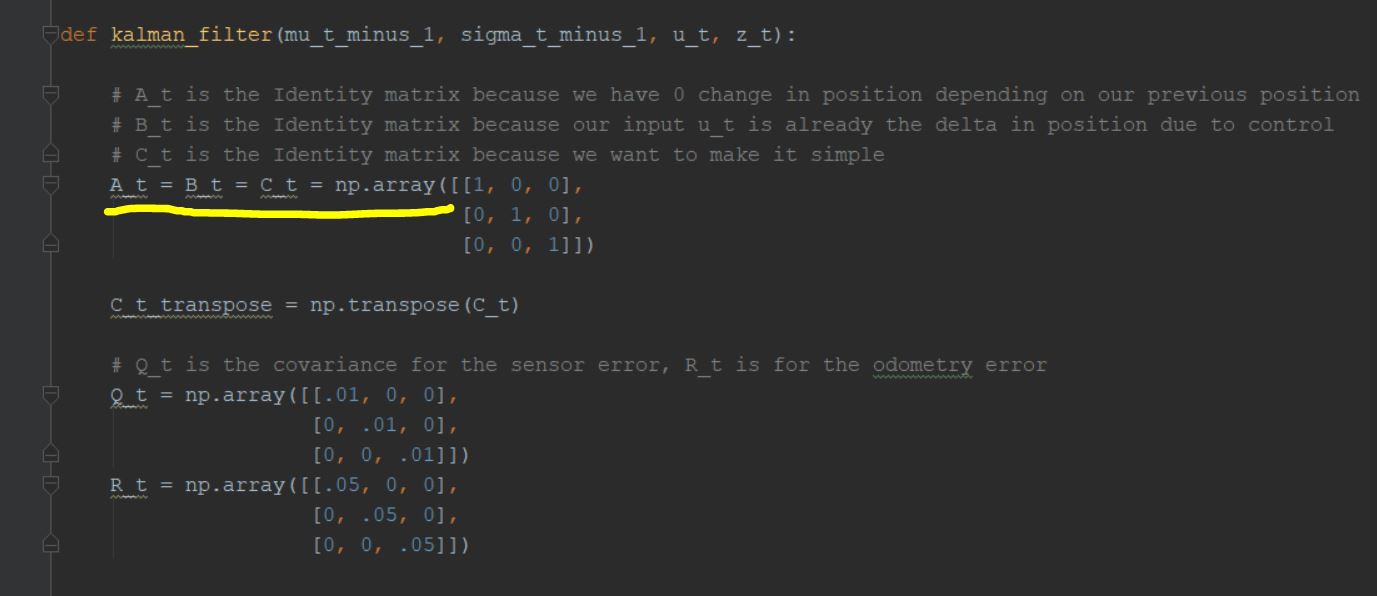 def kalman_filter(mu_t_minus_1, sigma_t_minus_1, u_t, z_t):
# A_t is the Identity matrix because we have 0 change in position depending on our previous position
# B_t is the Identity matrix because our input u_t is already the delta in position due to control
# C_t is the Identity matrix because we want to make it simple
A_t = B_t = C_t = np.array([[1, 0, 0],
[0, 1, 0],
[0, 0, 1]])
C_t_transpose = np.transpose(C_t)
# Q_t is the covariance for the sensor error, R_t is for the odometry error
Q_t = np.array([[.01, 0, 0],
[0, .01, 0],
[0, 0, .01]])
R_t = np.array([[.05, 0, 0],
[0, .05, 0],
[0, 0, .05]])